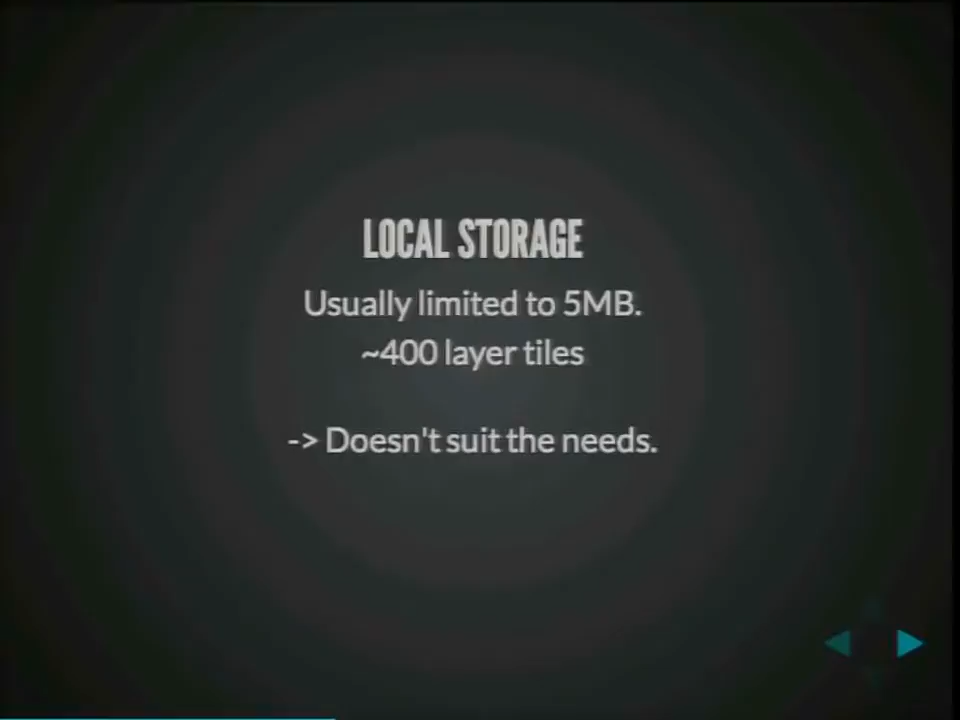 LOCAL STORAGE
Usually limited to 5MB.
~400 layer tiles
-> Doesn't suit the needs.